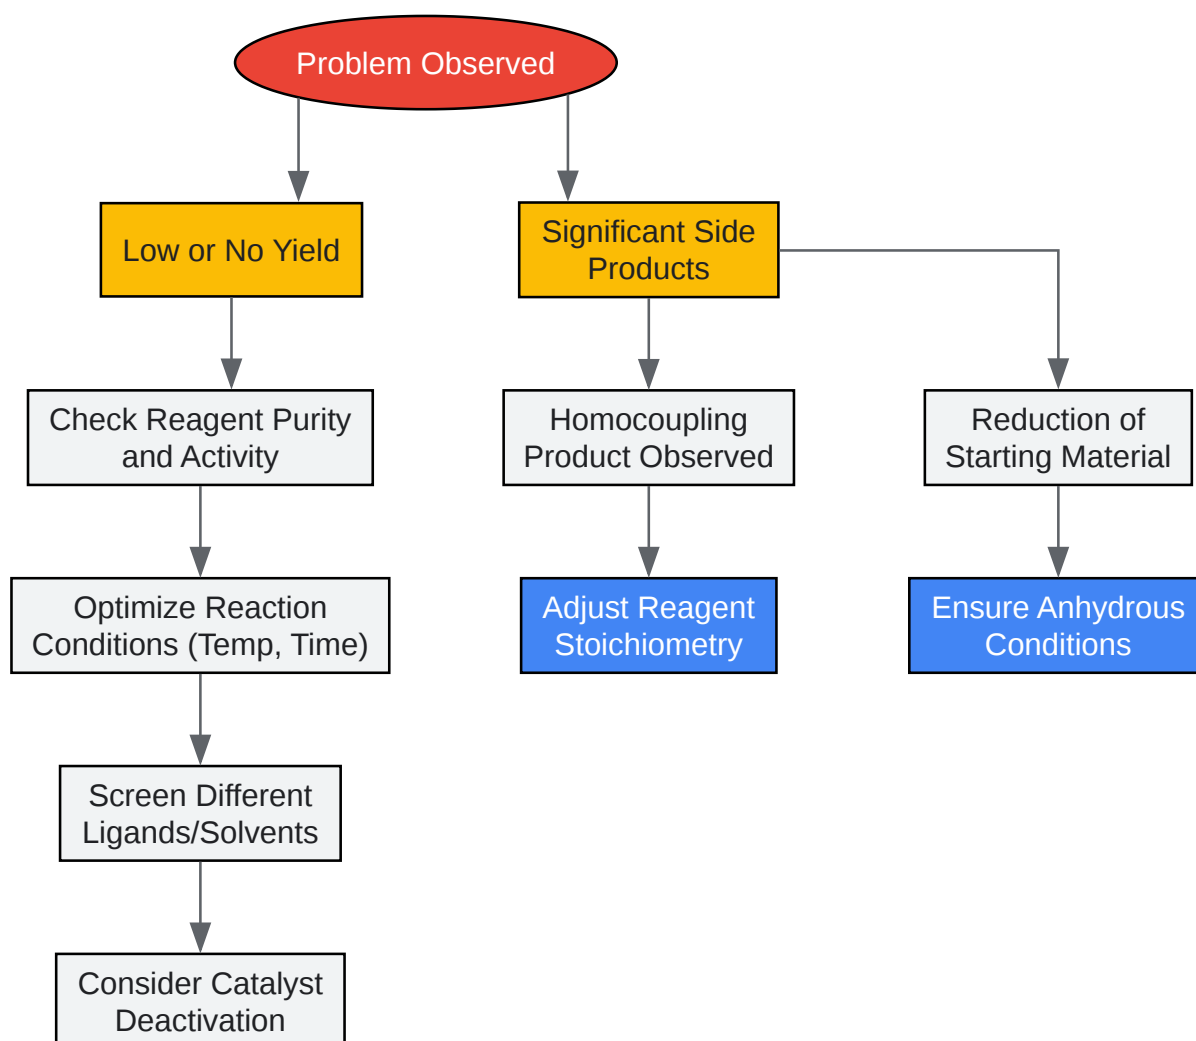 Problem Observed
Low or No Yield
Significant Side
Products
Check Reagent Purity
and Activity
Homocoupling
Product Observed
Reduction of
Starting Material
Optimize Reaction
Conditions (Temp, Time)
Adjust Reagent
Stoichiometry
Ensure Anhydrous
Conditions
Screen Different
Ligands/Solvents
Consider Catalyst
Deactivation